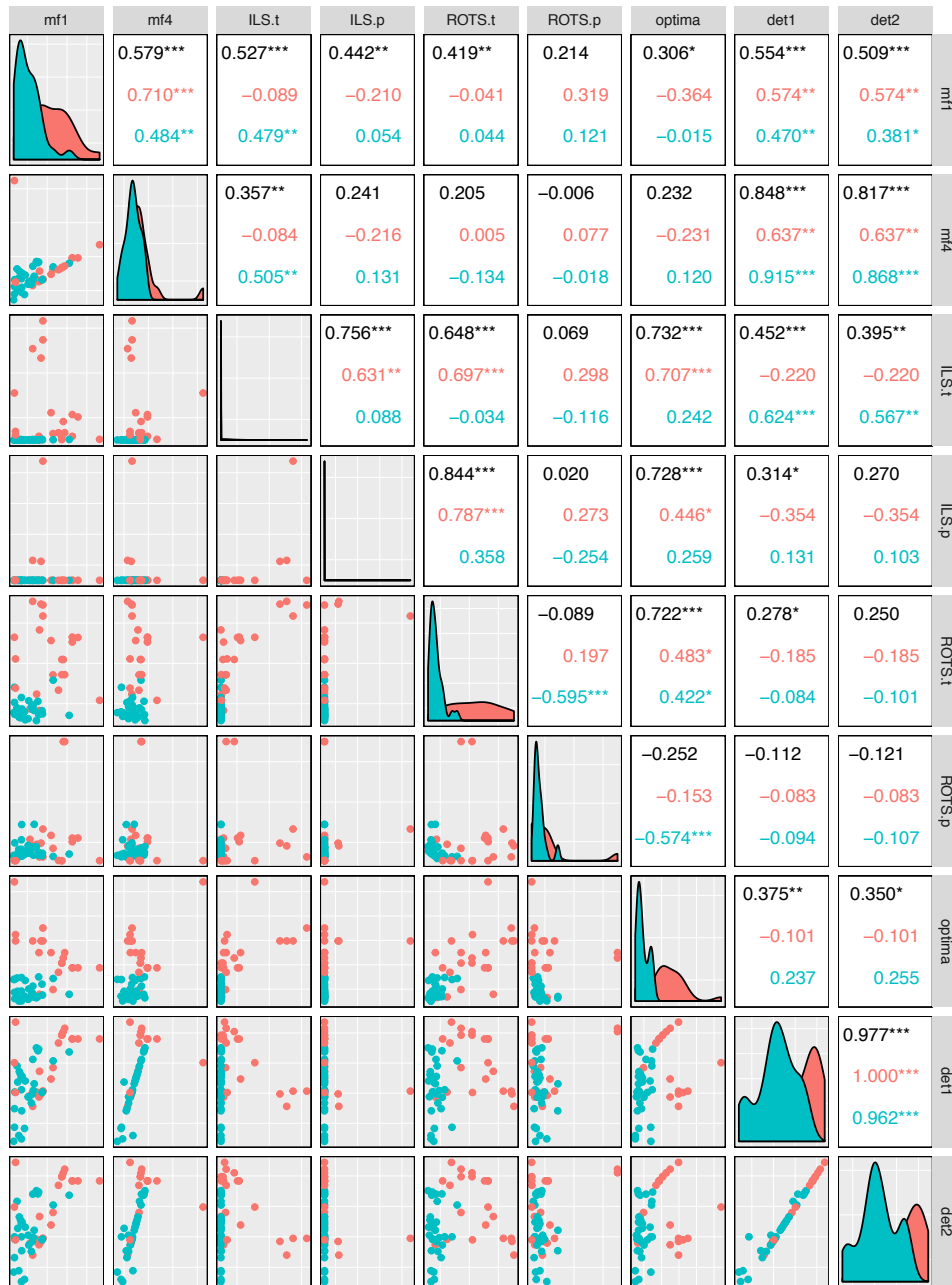 mf1 mf4 ILS.t ILS.p ROTS.t ROTS.p optima det1 det2
0.579*** 0.527*** 0.442** 0.419** 0.214 0.306* 0.554*** 0.509***
0.710*** −0.089 −0.210 −0.041 0.319 −0.364 0.574** 0.574**
0.484** 0.479** 0.054 0.044 0.121 −0.015 0.470** 0.381*
mf1
0.357** 0.241 0.205 −0.006 0.232 0.848*** 0.817***
−0.084 −0.216 0.005 0.077 −0.231 0.637** 0.637**
0.505** 0.131 −0.134 −0.018 0.120 0.915*** 0.868***
mf4
0.756*** 0.648*** 0.069 0.732*** 0.452*** 0.395**
0.631** 0.697*** 0.298 0.707*** −0.220 −0.220
0.088 −0.034 −0.116 0.242 0.624*** 0.567**
ILS.t
0.844*** 0.020 0.728*** 0.314* 0.270
0.787*** 0.273 0.446* −0.354 −0.354
0.358 −0.254 0.259 0.131 0.103
ILS.p
−0.089 0.722*** 0.278* 0.250
0.197 0.483* −0.185 −0.185
−0.595*** 0.422* −0.084 −0.101
ROTS.t
−0.252 −0.112 −0.121
−0.153 −0.083 −0.083
−0.574*** −0.094 −0.107
ROTS.p
0.375** 0.350*
−0.101 −0.101
0.237 0.255
optima
0.977***
1.000***
0.962***
det1
det2